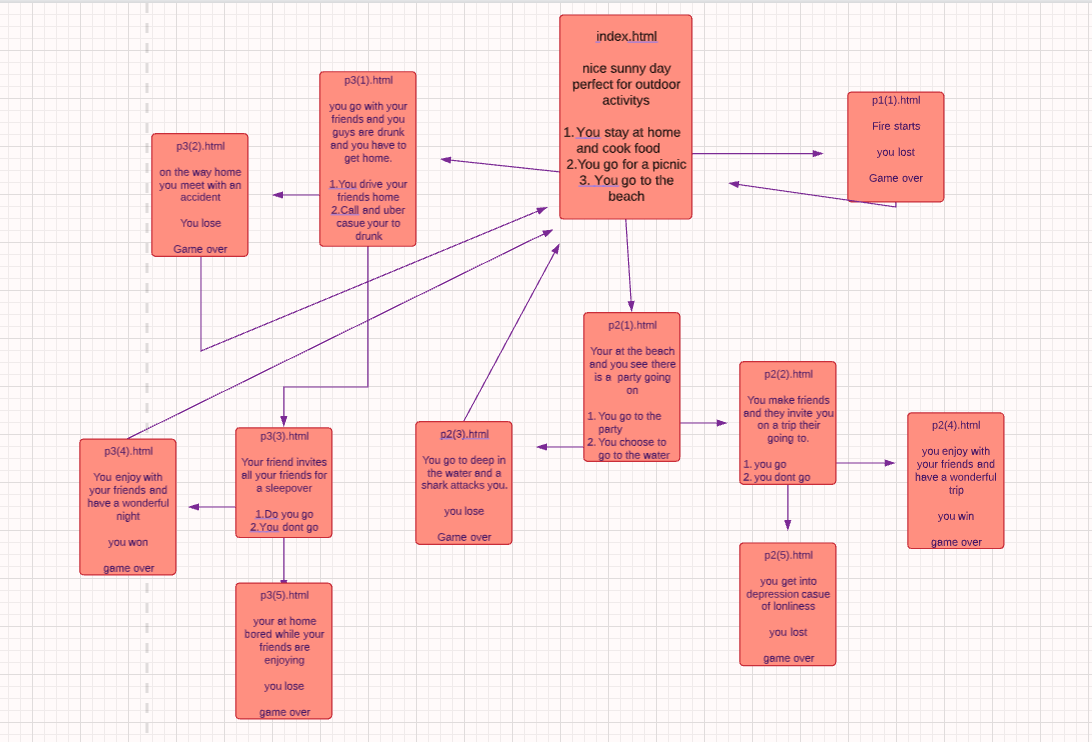 index.html
nice sunny day
perfect for outdoor
activitys
1. You stay at home
and cook food
2.You go for a picnic
3. You go to the
beach
p3(1).html
you go with your
friends and you
guys are drunk
and you have to
get home.
1.You drive your
friends home
2.Call and uber
casue your to
drunk
p1(1).html
Fire starts
you lost
Game over
p3(2).html
on the way home
you meet with an
accident
You lose
Game over
p2(1).html
Your at the beach
and you see there
is a party going
on
1. You go to the
party
2. You choose to
go to the water
p2(2).html
You make friends
and they invite you
on a trip their
going to.
1. you go
2. you dont go
p2(4).html
you enjoy with
your friends and
have a wonderful
trip
you win
game over
p2(3).html
You go to deep in
the water and a
shark attacks you.
you lose
Game over
p3(3).html
Your friend invites
all your friends for
a sleepover
1.Do you go
2.You dont go
p3(4).html
You enjoy with
your friends and
have a wonderful
night
you won
game over
p2(5).html
you get into
depression casue
of lonliness
you lost
game over
p3(5).html
your at home
bored while your
friends are
enjoying
you lose
game over